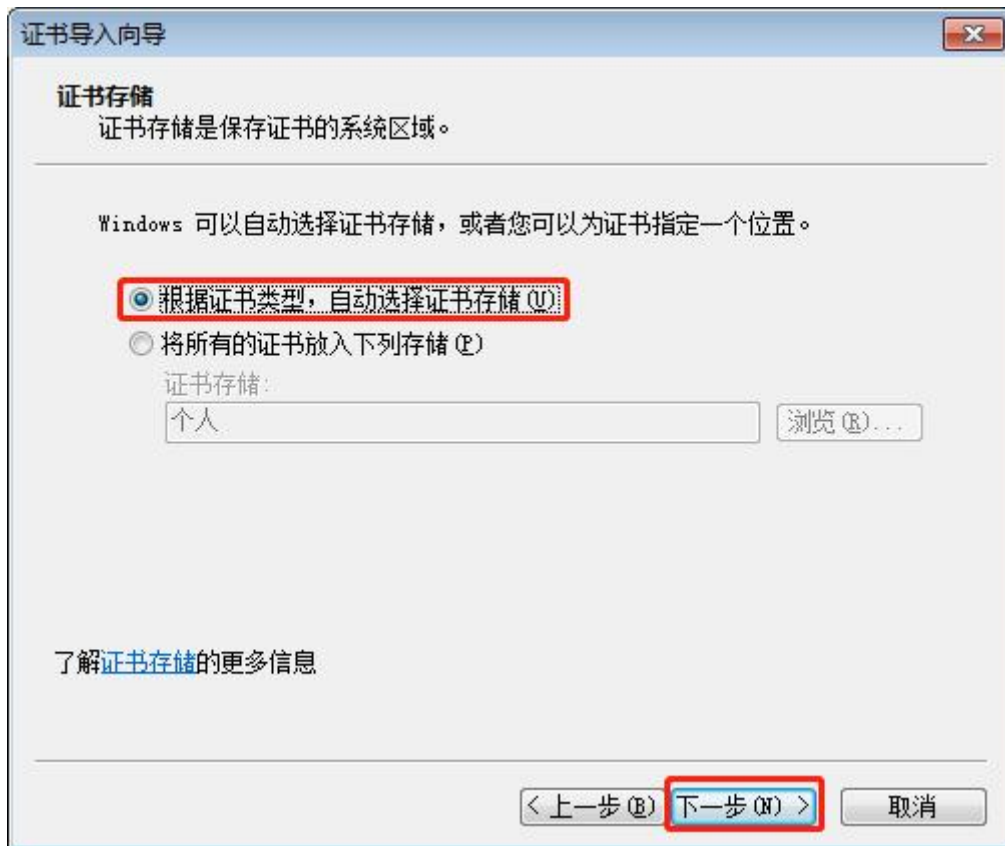 证书导入向导
证书存储
证书存储是保存证书的系统区域。
Windows 可以自动选择证书存储，或者您可以为证书指定一个位置。
根据证书类型，自动选择证书存储(U)
将所有的证书放入下列存储(P)
证书存储:
个人 浏览(R)...
了解证书存储的更多信息
< 上一步(B) 下一步(N) > 取消